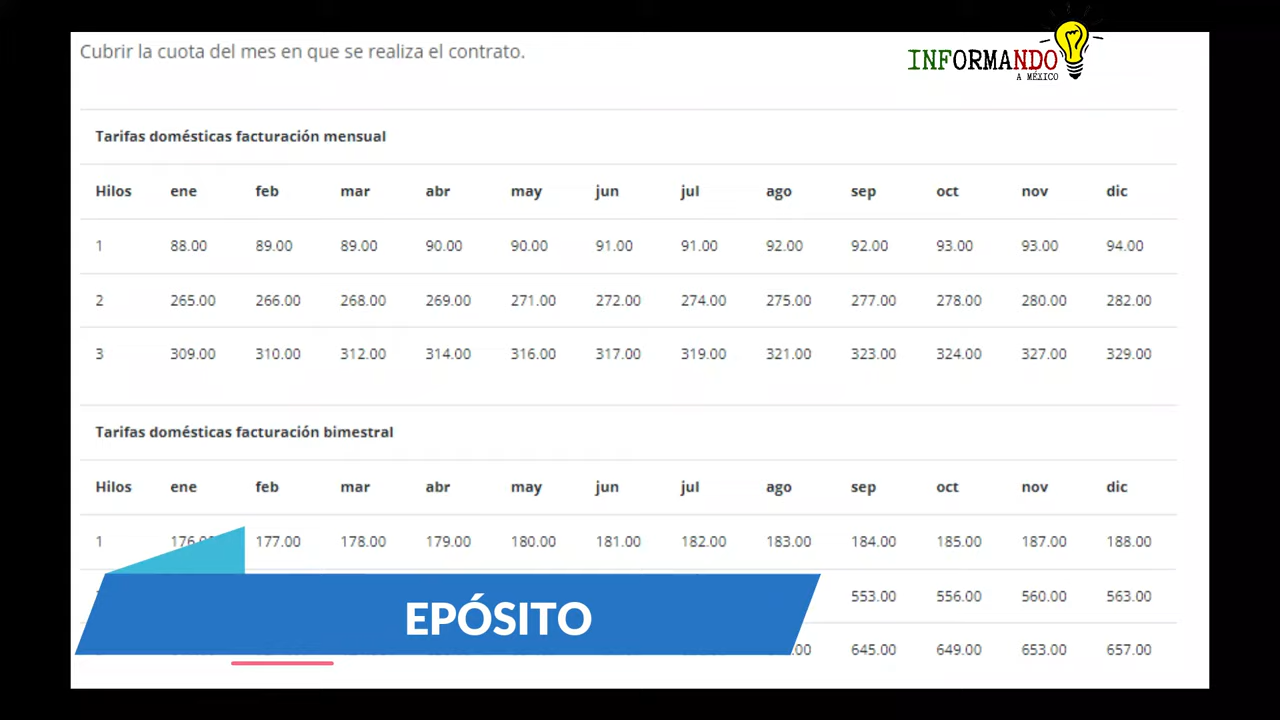 Cubrir la cuota del mes en que se realiza el contrato.
INFORMANDO
A MÉXICO
Tarifas domésticas facturación mensual
Hilos ene feb mar abr may jun jul ago sep oct nov dic
1 88.00 89.00 89.00 90.00 90.00 91.00 91.00 92.00 92.00 93.00 93.00 94.00
2 265.00 266.00 268.00 269.00 271.00 272.00 274.00 275.00 277.00 278.00 280.00 282.00
3 309.00 310.00 312.00 314.00 316.00 317.00 319.00 321.00 323.00 324.00 327.00 329.00
Tarifas domésticas facturación bimestral
Hilos ene feb mar abr may jun jul ago sep oct nov dic
1 177.00 178.00 179.00 180.00 181.00 182.00 183.00 184.00 185.00 187.00 188.00
553.00 556.00 560.00 563.00
EPÓSITO
645.00 649.00 653.00 657.00